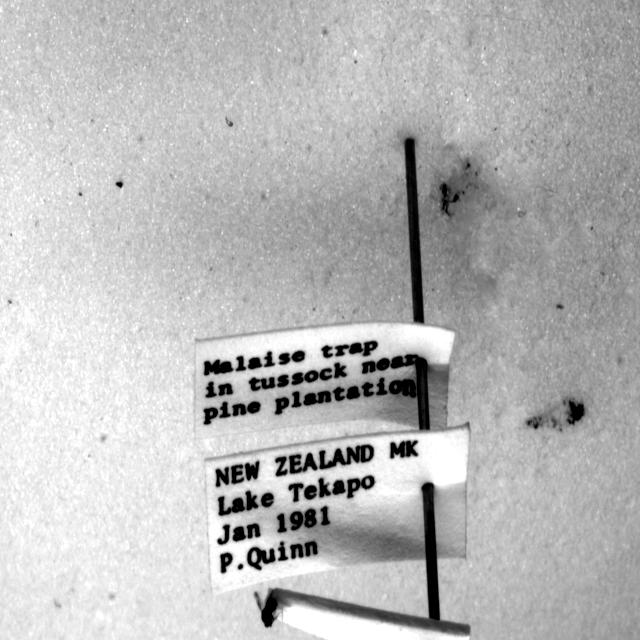 Malaise trap
in tussock near
pine plantation
NEW ZEALAND MK
Lake Tekapo
Jan 1981
P.Quinn